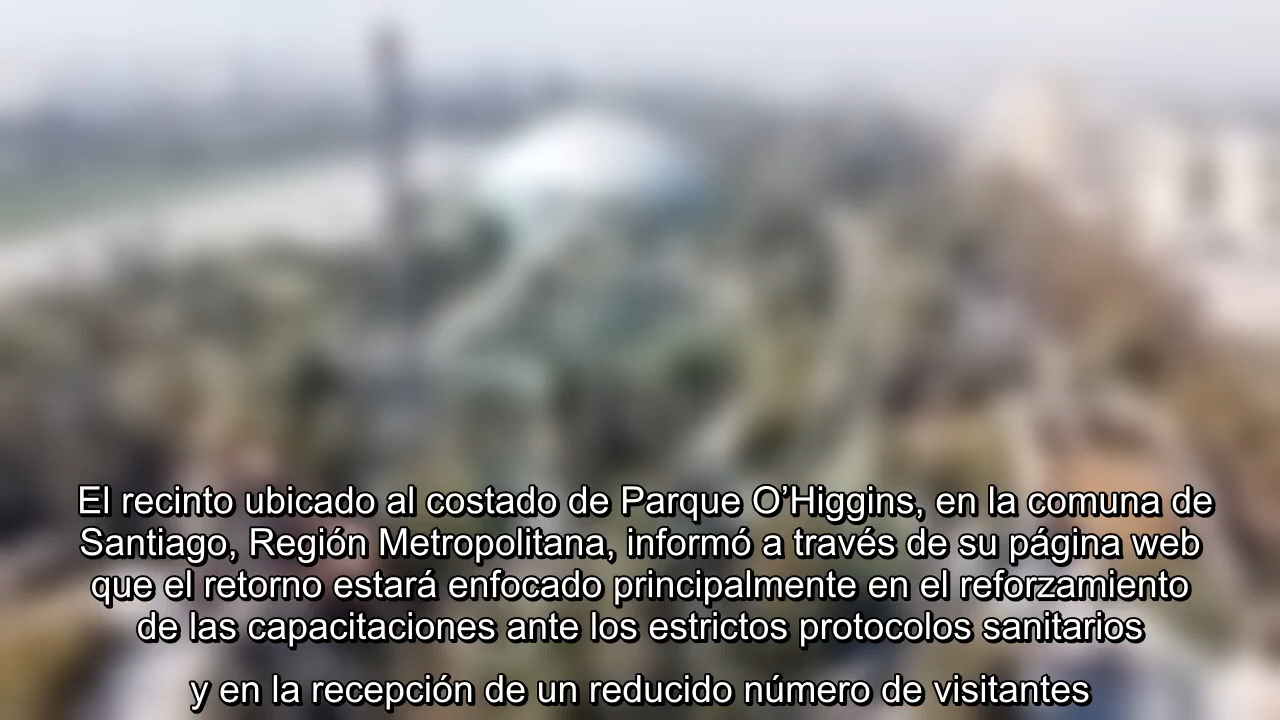 El recinto ubicado al costado de Parque O’Higgins, en la comuna de
Santiago, Región Metropolitana, informó a través de su página web
que el retorno estará enfocado principalmente en el reforzamiento
de las capacitaciones ante los estrictos protocolos sanitarios
y en la recepción de un reducido número de visitantes